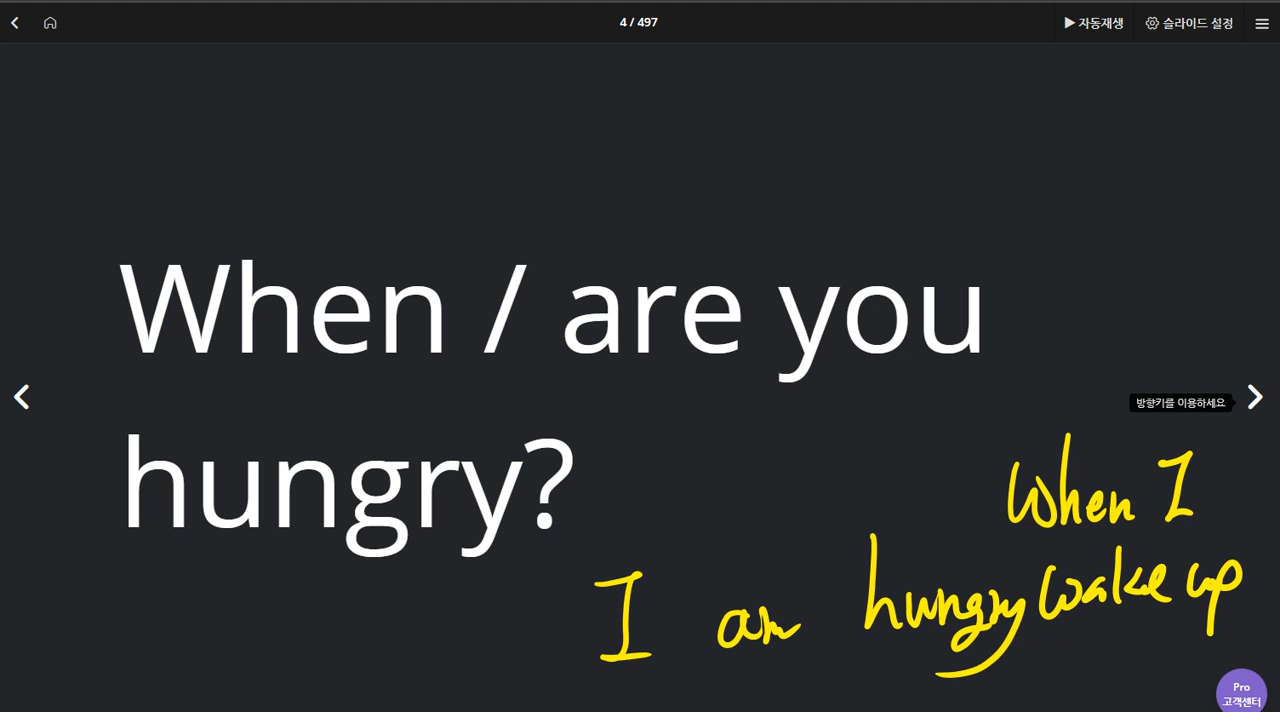 4 / 497
자동재생
슬라이드 설정
When / are you
hungry?
방향키를 이용하세요
When I
I am hungry wake up
Pro
고객센터